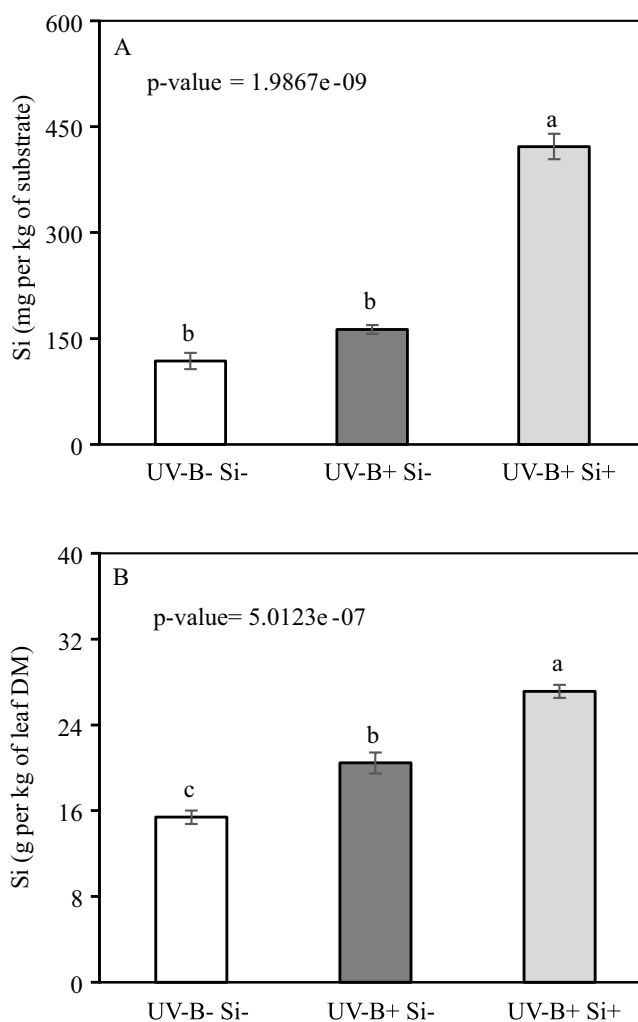 600
A
p-value = 1.9867e-09
450
a
300
b
b
150
0
Si (mg per kg of substrate)
UV-B- Si-
UV-B+ Si-
UV-B+ Si+
40
B
p-value= 5.0123e-07
32
a
24
b
c
16
8
0
Si (g per kg of leaf DM)
UV-B- Si-
UV-B+ Si-
UV-B+ Si+